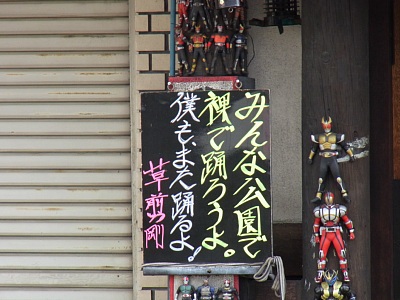 みんな公園で
裸で踊ろうよ。
僕も、また踊るよ!
草彅剛